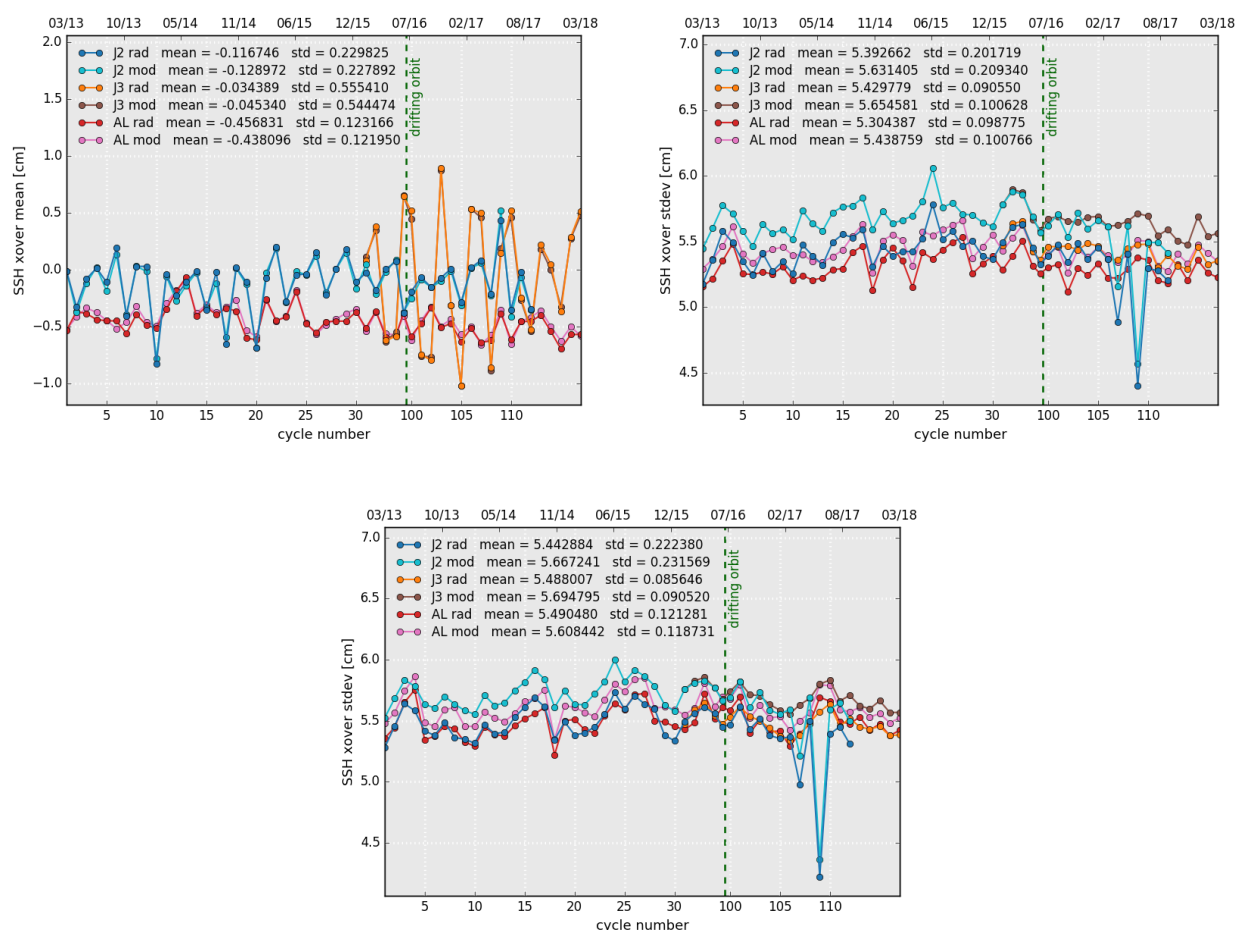 03/13 10/13 05/14 11/14 06/15 12/15 07/16 02/17 08/17 03/18
2.0
1.5
1.0
0.5
0.0
−0.5
−1.0
SSH xover mean [cm]
J2 rad mean = -0.116746 std = 0.229825
J2 mod mean = -0.128972 std = 0.227892
J3 rad mean = -0.034389 std = 0.555410
J3 mod mean = -0.045340 std = 0.544474
AL rad mean = -0.456831 std = 0.123166
AL mod mean = -0.438096 std = 0.121950
drifting orbit
5 10 15 20 30 100 105 110
cycle number
03/13 10/13 05/14 11/14 06/15 12/15 07/16 02/17 08/17 03/18
7.0
6.5
6.0
5.5
5.0
4.5
SSH xover stdev [cm]
J2 rad mean = 5.392662 std = 0.201719
J2 mod mean = 5.631405 std = 0.209340
J3 rad mean = 5.429779 std = 0.090550
J3 mod mean = 5.654581 std = 0.100628
AL rad mean = 5.304387 std = 0.098775
AL mod mean = 5.438759 std = 0.100766
drifting orbit
5 10 15 20 30 100 105 110
cycle number
03/13 10/13 05/14 11/14 06/15 12/15 07/16 02/17 08/17 03/18
7.0
6.5
6.0
5.5
5.0
4.5
SSH xover stdev [cm]
J2 rad mean = 5.442884 std = 0.222380
J2 mod mean = 5.667241 std = 0.231569
J3 rad mean = 5.488007 std = 0.085646
J3 mod mean = 5.694795 std = 0.090520
AL rad mean = 5.490480 std = 0.121281
AL mod mean = 5.608442 std = 0.118731
drifting orbit
5 10 15 20 25 30 100 105 110
cycle number